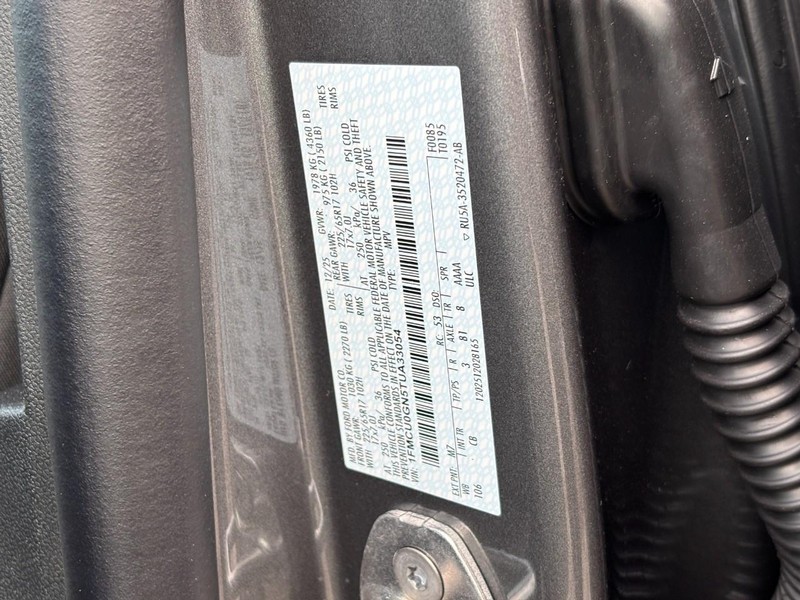 MFD. BY FORD MOTOR CO. DATE: 12/25 GVWR: 1978 KG ( 4360 LB)
FRONT GAWR: 1030 KG (2270 LB) REAR GAWR: 975 KG ( 2150 LB)
225/65R17 102H TIRES WITH 225/65R17 102H TIRES
WITH 17x7.0J RIMS 17x7.0J RIMS
AT 250 kPa/ 36 PSI COLD AT 250 kPa/ 36 PSI COLD
THIS VEHICLE CONFORMS TO ALL APPLICABLE FEDERAL MOTOR VEHICLE SAFETY AND THEFT
PREVENTION STANDARDS IN EFFECT ON THE DATE OF MANUFACTURE SHOWN ABOVE.
VIN: 1FMCU0GN5TUA33054 TYPE: MPV
EXT PNT: M7 RC: 53 DSO: F0085
T0195
WB INT TR TP/PS R AXLE TR SPR
106 CB 3 81 8 AAAA ▽ RU5A-3520472-AB
1202512028165 ULC